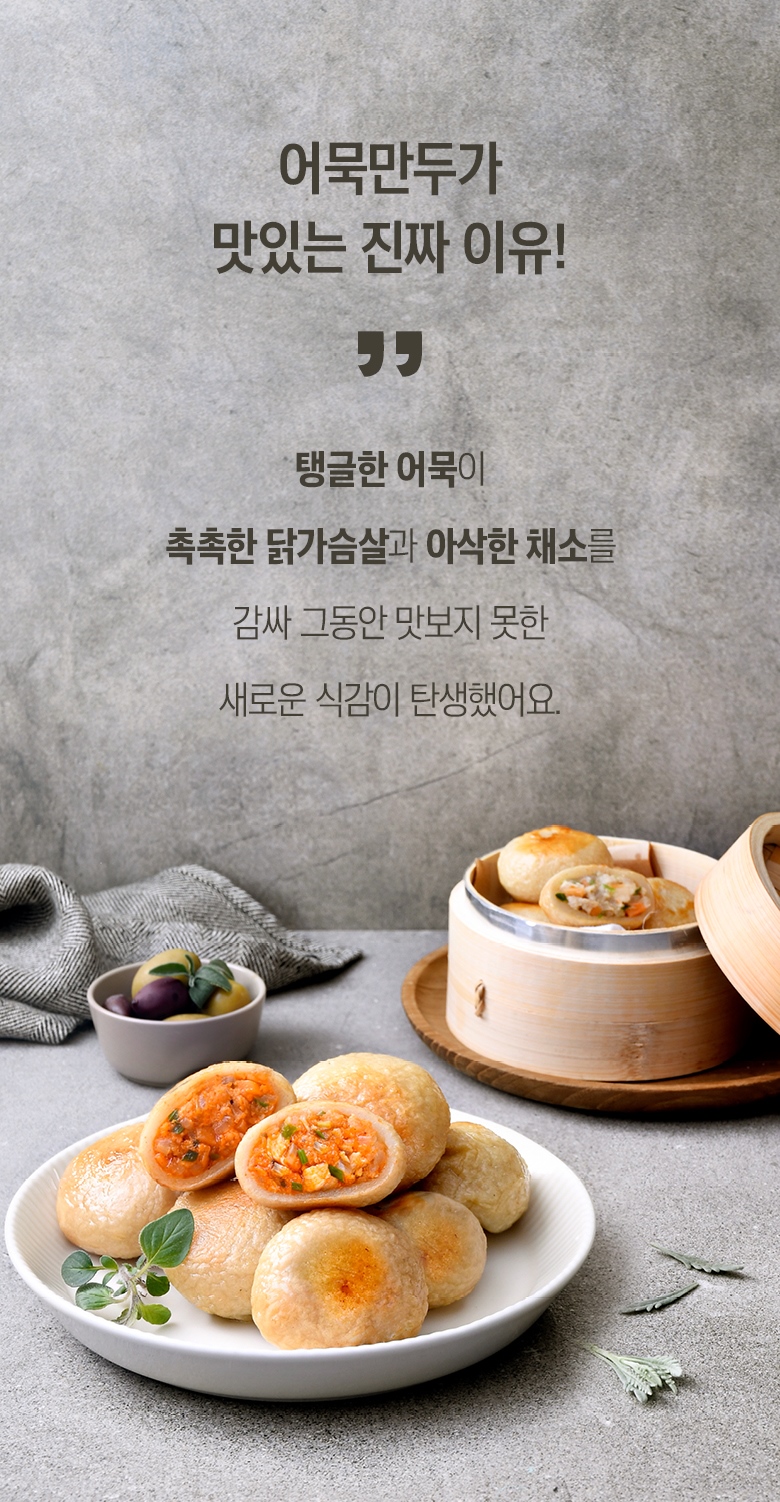 어묵만두가
맛있는 진짜 이유!
”
탱글한 어묵이
촉촉한 닭가슴살과 아삭한 채소를
감싸 그동안 맛보지 못한
새로운 식감이 탄생했어요.